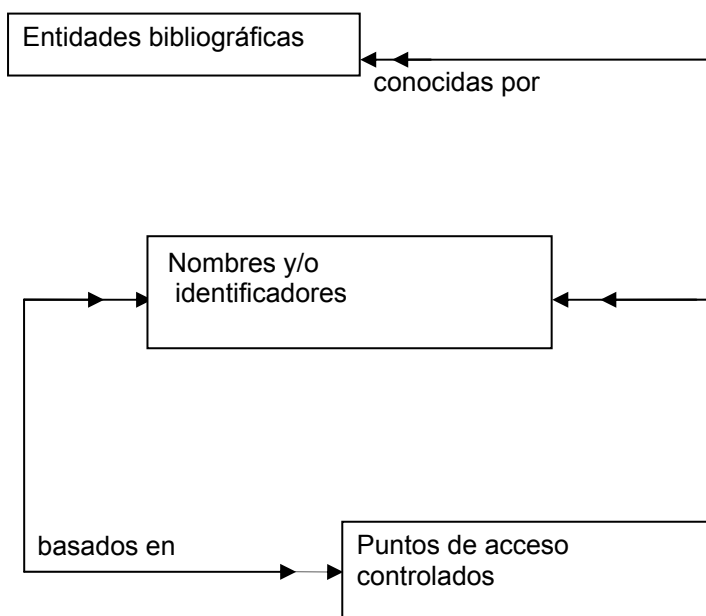 Entidades bibliográficas
conocidas por
Nombres y/o
identificadores
basados en
Puntos de acceso
controlados